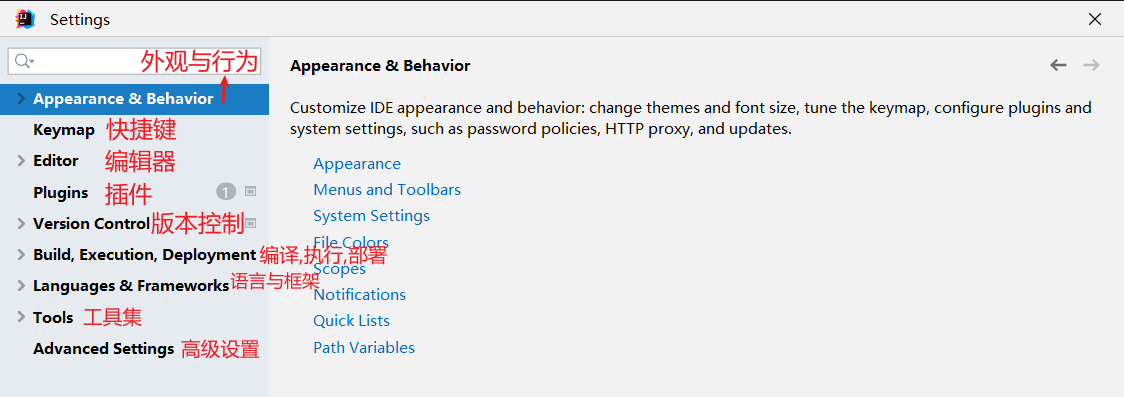 Settings
外观与行为
Appearance & Behavior
Keymap 快捷键
Editor 编辑器
Plugins 插件 1
Version Control 版本控制
Build, Execution, Deployment 编译,执行,部署
Languages & Frameworks 语言与框架
Tools 工具集
Advanced Settings 高级设置
Appearance & Behavior
Customize IDE appearance and behavior: change themes and font size, tune the keymap, configure plugins and
system settings, such as password policies, HTTP proxy, and updates.
Appearance
Menus and Toolbars
System Settings
File Colors
Scopes
Notifications
Quick Lists
Path Variables